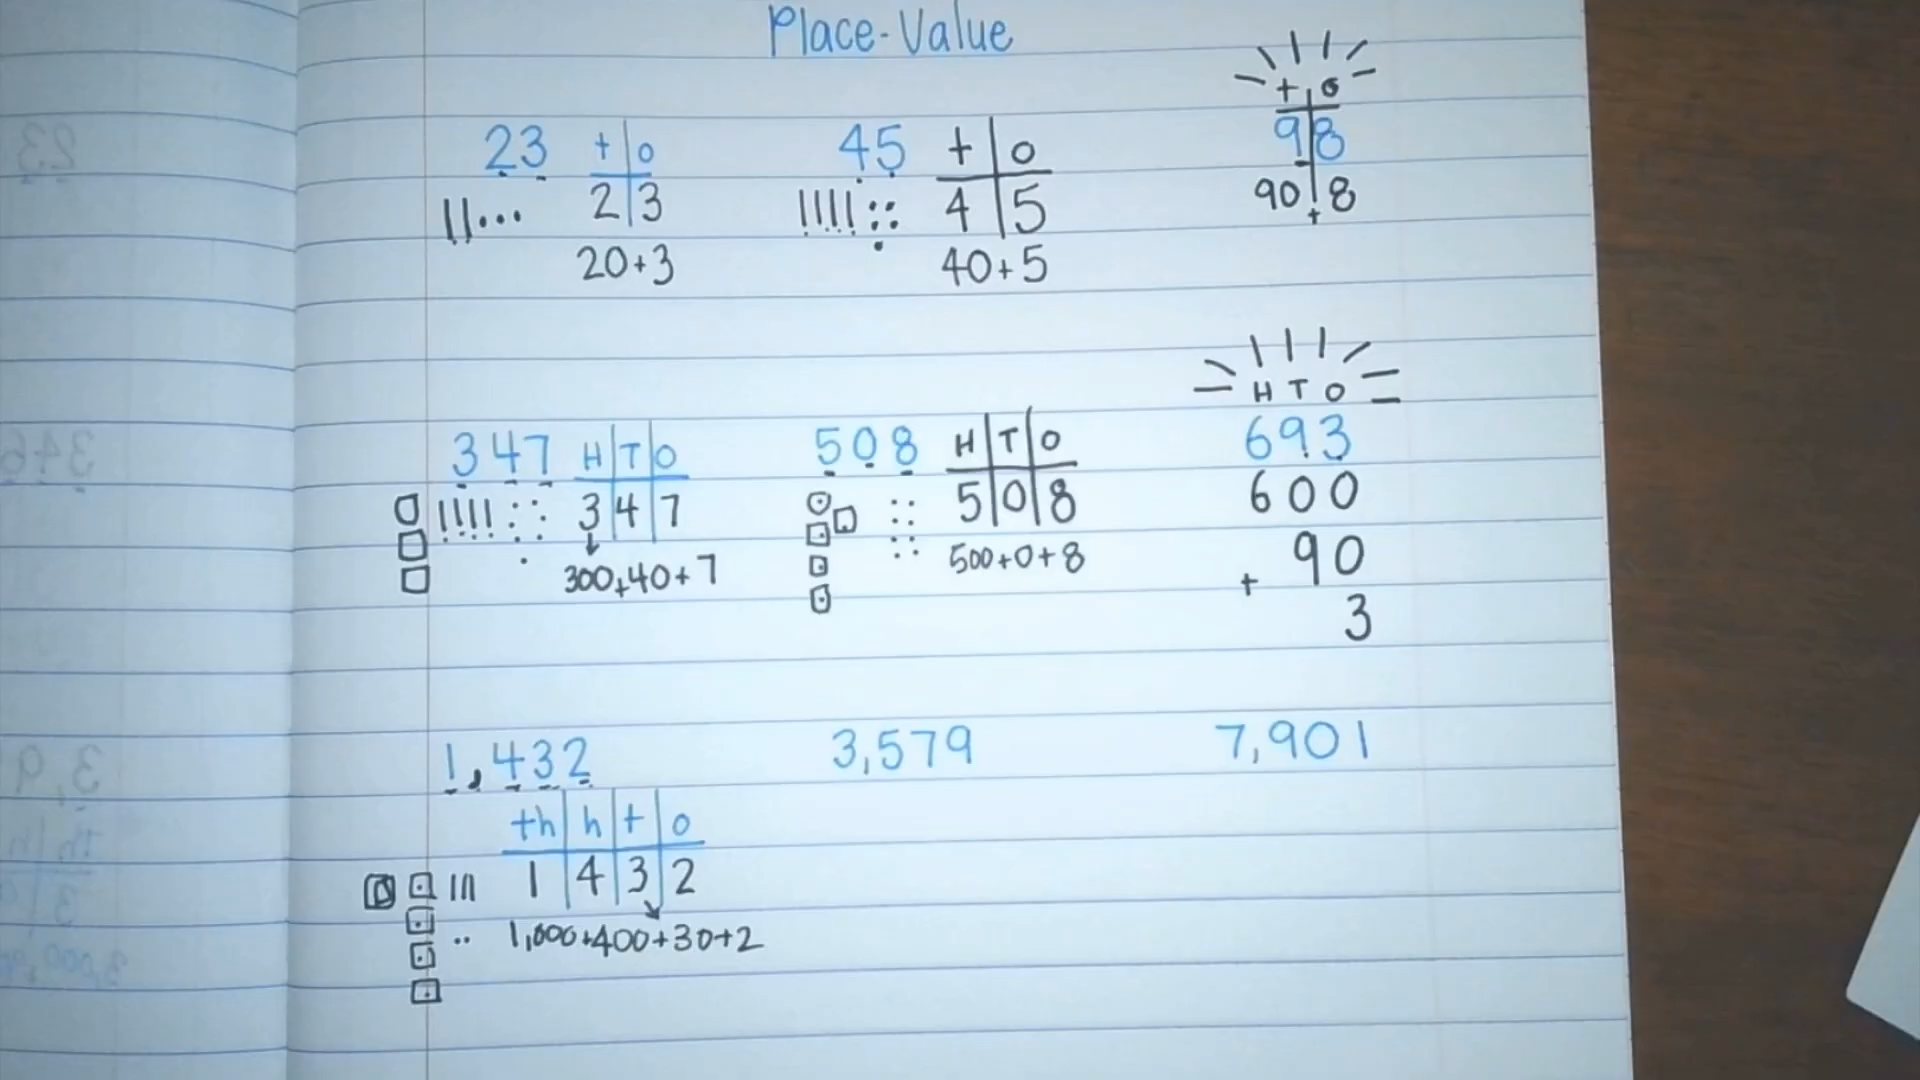 Place-Value
23 t o
2 3
20+3
45 t o
4 5
40+5
t o
98
90+8
347 H T O
3 4 7
300+40+7
508 H T O
5 0 8
500+0+8
H T O
693
600
90
+
3
1,432
th h t o
1 4 3 2
1,000+400+30+2
3,579
7,901